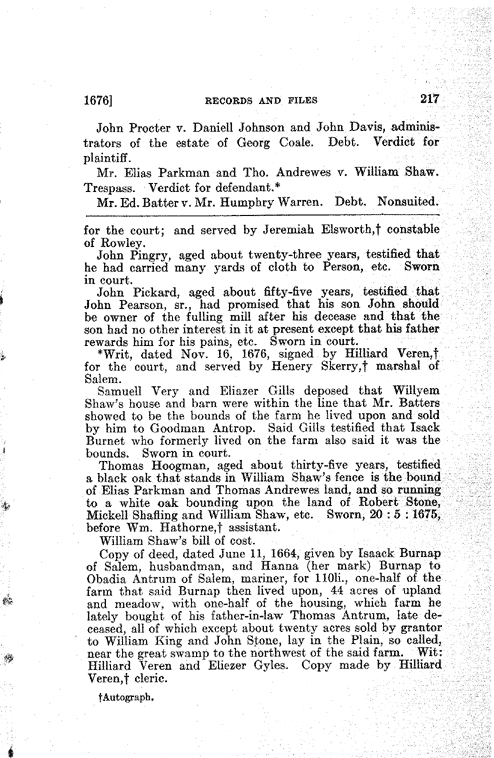 1676] RECORDS AND FILES 217
John Procter v. Daniell Johnson and John Davis, adminis-
trators of the estate of Georg Coale. Debt. Verdict for
plaintiff.
Mr. Elias Parkman and Tho. Andrewes v. William Shaw.
Trespass. Verdict for defendant.*
Mr. Ed. Batter v. Mr. Humphry Warren. Debt. Nonsuited.
for the court; and served by Jeremiah Elsworth,† constable
of Rowley.
John Pingry, aged about twenty-three years, testified that
he had carried many yards of cloth to Person, etc. Sworn
in court.
John Pickard, aged about fifty-five years, testified that
John Pearson, sr., had promised that his son John should
be owner of the fulling mill after his decease and that the
son had no other interest in it at present except that his father
rewards him for his pains, etc. Sworn in court.
*Writ, dated Nov. 16, 1676, signed by Hilliard Veren,†
for the court, and served by Henery Skerry,† marshal of
Salem.
Samuell Very and Eliazer Gills deposed that Willyem
Shaw's house and barn were within the line that Mr. Batters
showed to be the bounds of the farm he lived upon and sold
by him to Goodman Antrop. Said Gills testified that Isack
Burnet who formerly lived on the farm also said it was the
bounds. Sworn in court.
Thomas Hoogman, aged about thirty-five years, testified
a black oak that stands in William Shaw's fence is the bound
of Elias Parkman and Thomas Andrewes land, and so running
to a white oak bounding upon the land of Robert Stone,
Mickell Shafling and William Shaw, etc. Sworn, 20 : 5 : 1675,
before Wm. Hathorne,† assistant.
William Shaw's bill of cost.
Copy of deed, dated June 11, 1664, given by Isaack Burnap
of Salem, husbandman, and Hanna (her mark) Burnap to
Obadia Antrum of Salem, mariner, for 110li., one-half of the
farm that said Burnap then lived upon, 44 acres of upland
and meadow, with one-half of the housing, which farm he
lately bought of his father-in-law Thomas Antrum, late de-
ceased, all of which except about twenty acres sold by grantor
to William King and John Stone, lay in the Plain, so called,
near the great swamp to the northwest of the said farm. Wit:
Hilliard Veren and Eliezer Gyles. Copy made by Hilliard
Veren,† cleric.
†Autograph.